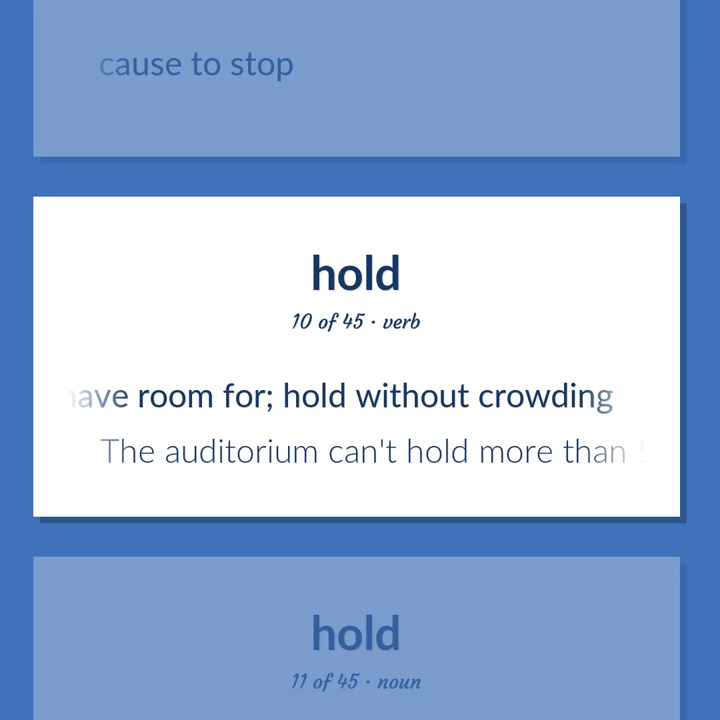 cause to stop
hold
10 of 45 · verb
have room for; hold without crowding
The auditorium can't hold more than
hold
11 of 45 · noun